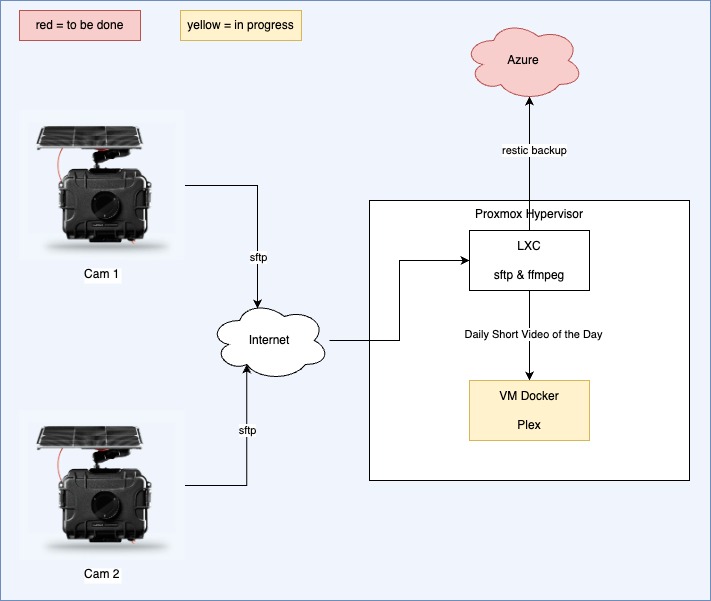 red = to be done
yellow = in progress
Azure
restic backup
Proxmox Hypervisor
LXC
sftp & ffmpeg
Cam 1
sftp
Internet
Daily Short Video of the Day
VM Docker
Plex
sftp
Cam 2